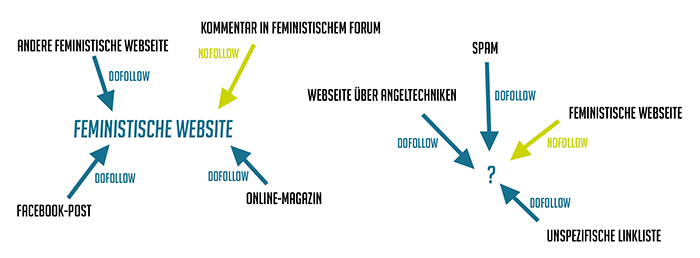 KOMMENTAR IN FEMINISTISCHEM FORUM
ANDERE FEMINISTISCHE WEBSEITE
NOFOLLOW
DOFOLLOW
FEMINISTISCHE WEBSITE
DOFOLLOW
DOFOLLOW
ONLINE-MAGAZIN
FACEBOOK-POST
SPAM
WEBSEITE ÜBER ANGELTECHNIKEN
DOFOLLOW
FEMINISTISCHE WEBSEITE
DOFOLLOW
NOFOLLOW
?
DOFOLLOW
UNSPEZIFISCHE LINKLISTE